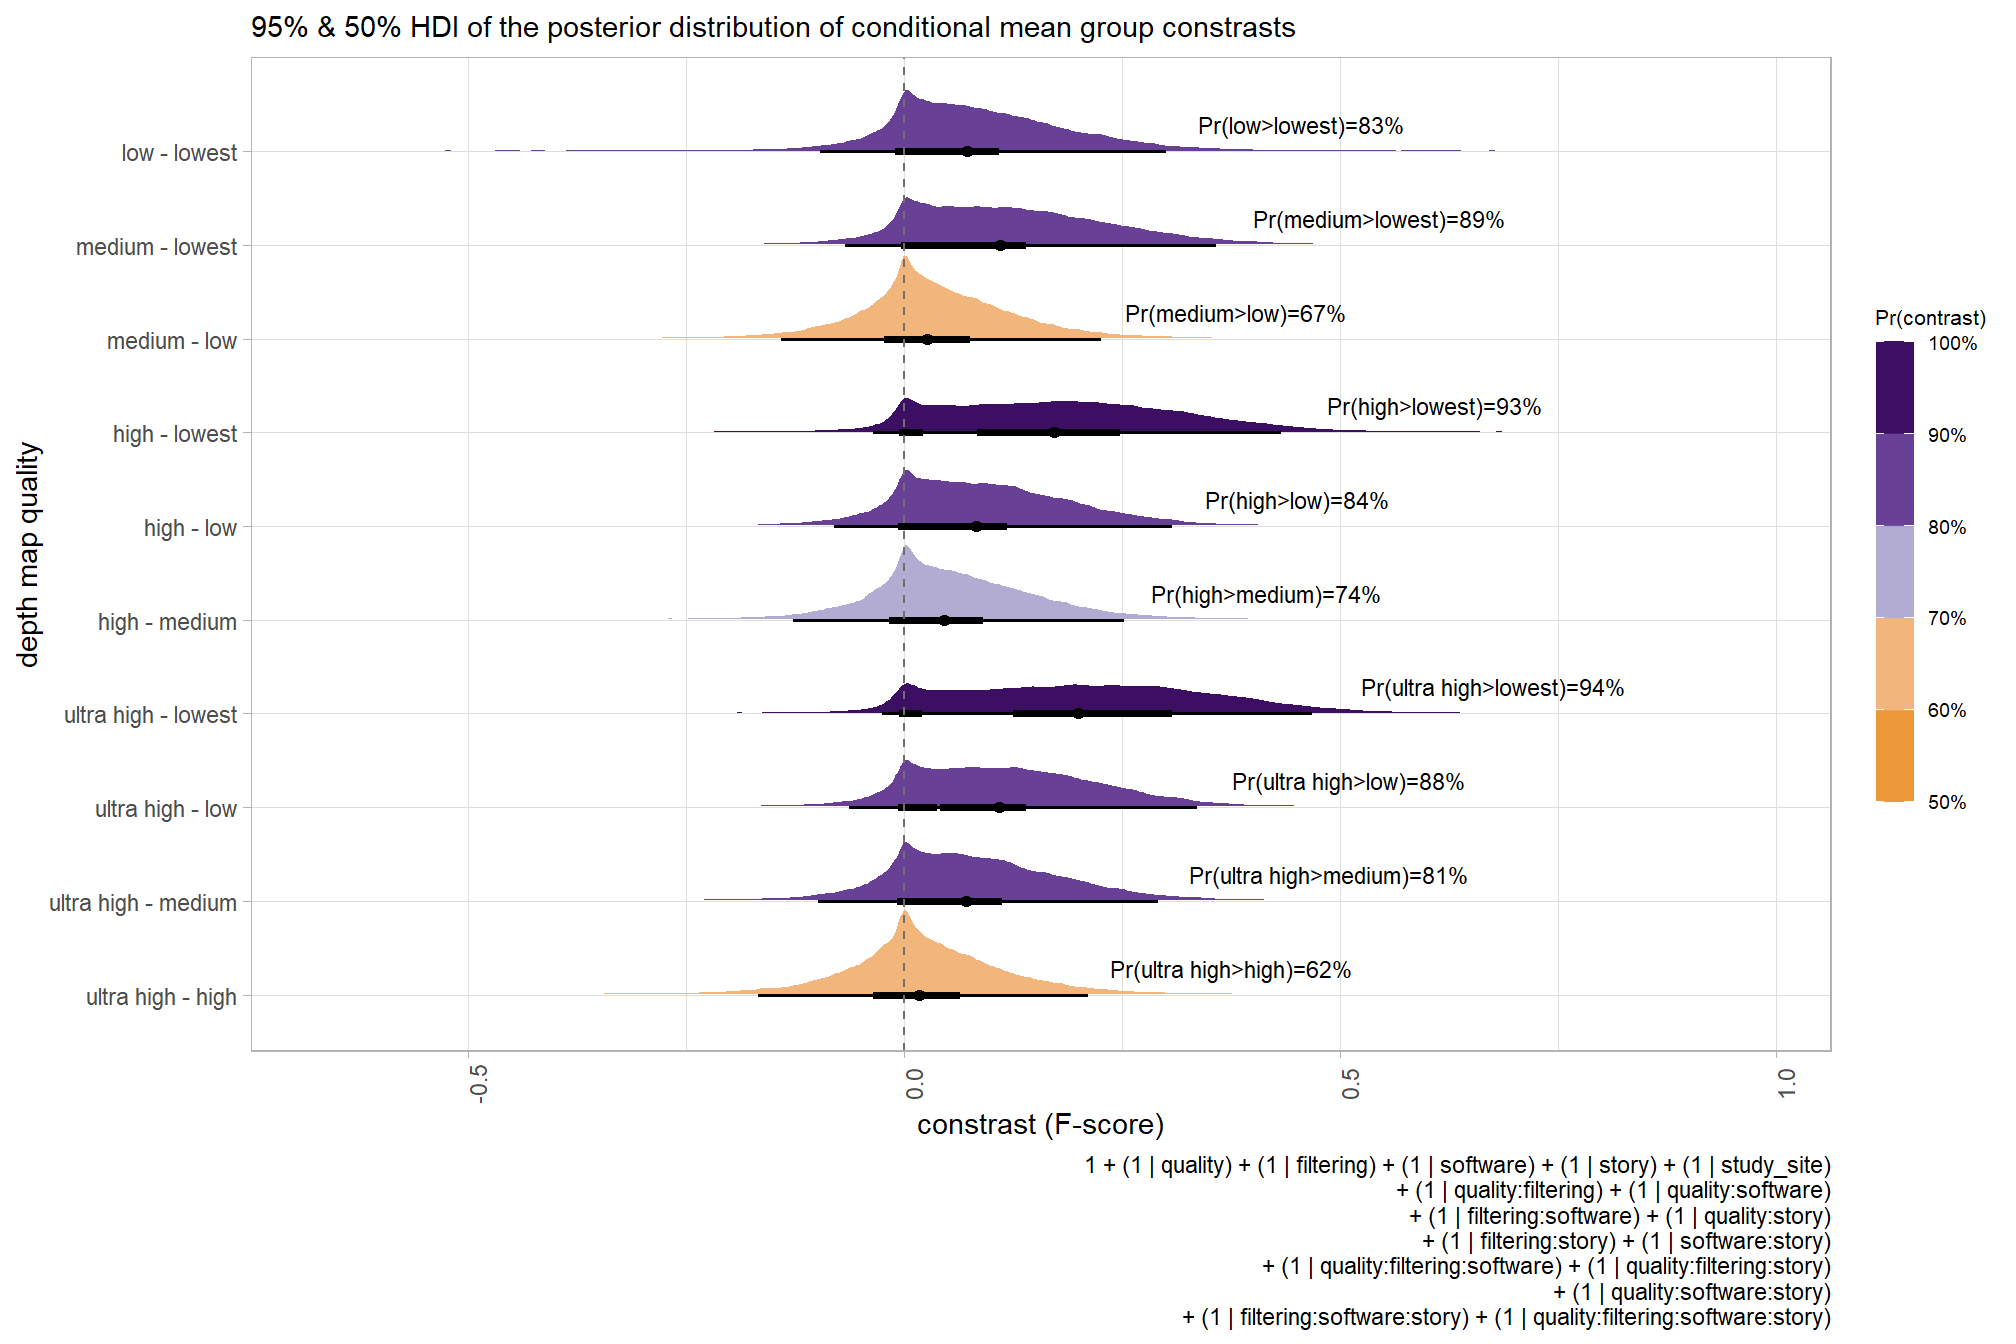 95% & 50% HDI of the posterior distribution of conditional mean group constrasts
depth map quality
low - lowest
Pr(low>lowest)=83%
medium - lowest
Pr(medium>lowest)=89%
medium - low
Pr(medium>low)=67%
high - lowest
Pr(high>lowest)=93%
high - low
Pr(high>low)=84%
high - medium
Pr(high>medium)=74%
ultra high - lowest
Pr(ultra high>lowest)=94%
ultra high - low
Pr(ultra high>low)=88%
ultra high - medium
Pr(ultra high>medium)=81%
ultra high - high
Pr(ultra high>high)=62%
-0.5
0.0
0.5
1.0
constrast (F-score)
Pr(contrast)
100%
90%
80%
70%
60%
50%
1 + (1 | quality) + (1 | filtering) + (1 | software) + (1 | story) + (1 | study_site)
+ (1 | quality:filtering) + (1 | quality:software)
+ (1 | filtering:software) + (1 | quality:story)
+ (1 | filtering:story) + (1 | software:story)
+ (1 | quality:filtering:software) + (1 | quality:filtering:story)
+ (1 | quality:software:story)
+ (1 | filtering:software:story) + (1 | quality:filtering:software:story)